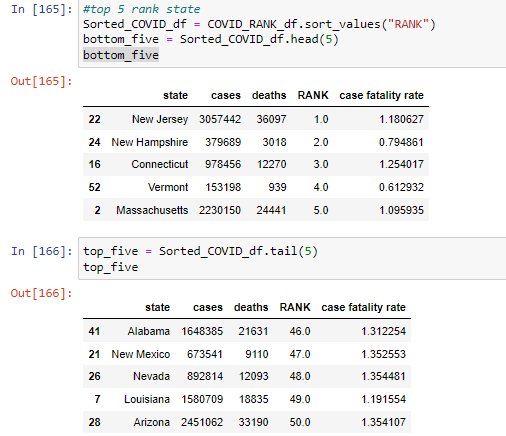 In [165]: #top 5 rank state
Sorted_COVID_df = COVID_RANK_df.sort_values("RANK")
bottom_five = Sorted_COVID_df.head(5)
bottom_five
Out[165]:
state cases deaths RANK case fatality rate
22 New Jersey 3057442 36097 1.0 1.180627
24 New Hampshire 379689 3018 2.0 0.794861
16 Connecticut 978456 12270 3.0 1.254017
52 Vermont 153198 939 4.0 0.612932
2 Massachusetts 2230150 24441 5.0 1.095935
In [166]: top_five = Sorted_COVID_df.tail(5)
top_five
Out[166]:
state cases deaths RANK case fatality rate
41 Alabama 1648385 21631 46.0 1.312254
21 New Mexico 673541 9110 47.0 1.352553
26 Nevada 892814 12093 48.0 1.354481
7 Louisiana 1580709 18835 49.0 1.191554
28 Arizona 2451062 33190 50.0 1.354107